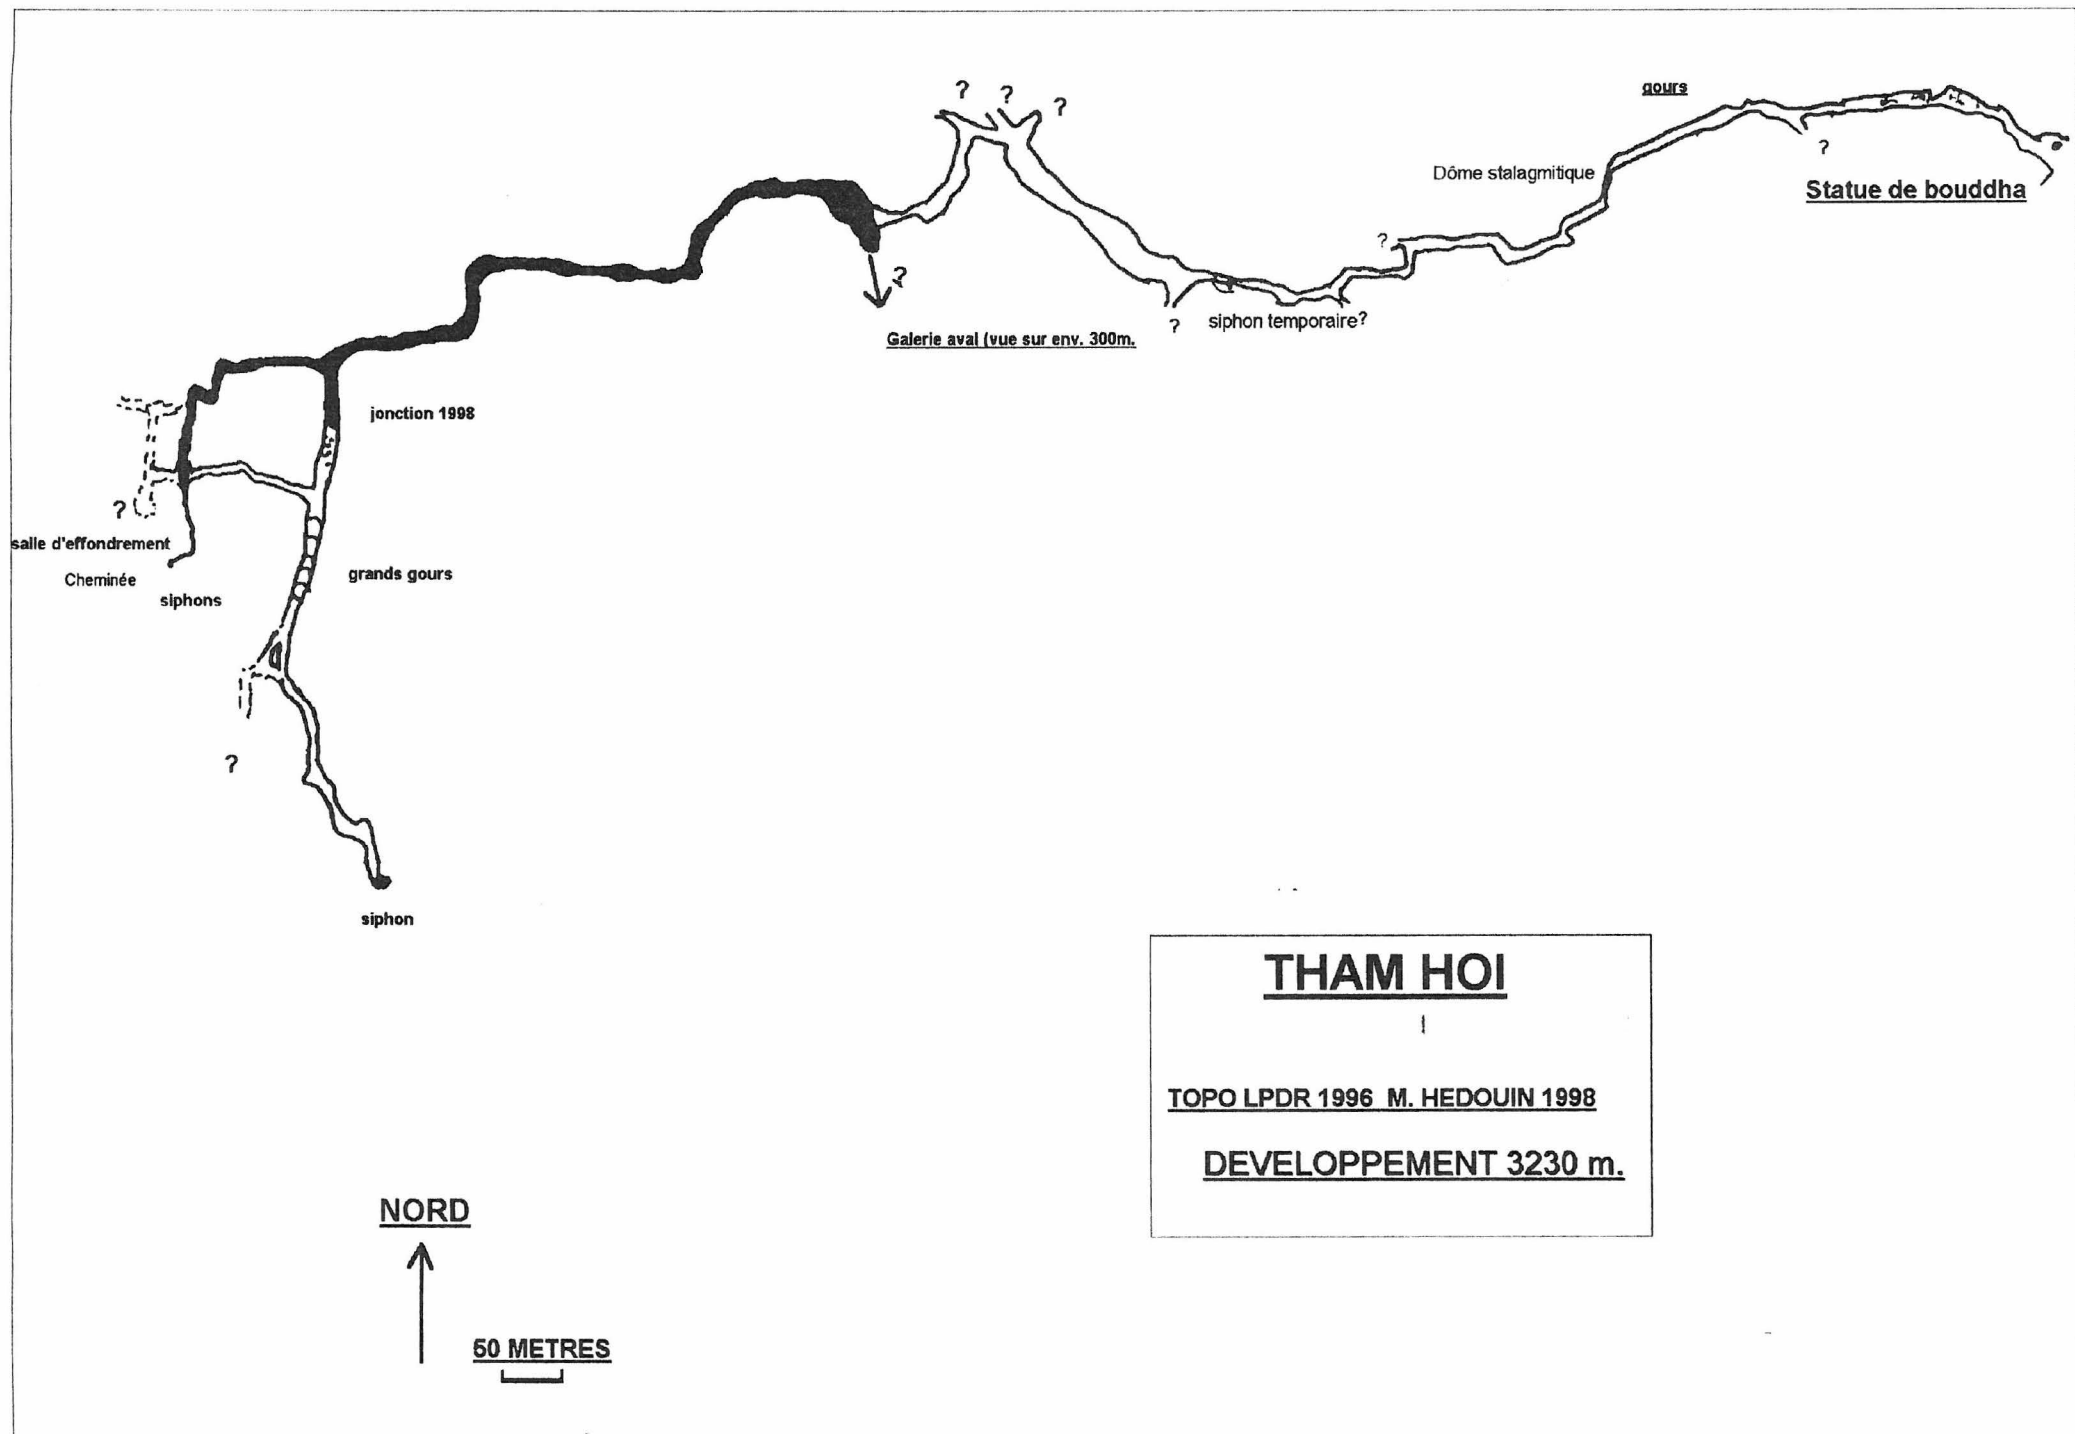 ? ? ?
gours
?
Dôme stalagmitique
Statue de bouddha
?
?
Galerie aval (vue sur env. 300m.
?
siphon temporaire?
jonction 1998
?
salle d'effondrement
Cheminée
siphons
grands gours
?
siphon
THAM HOI
TOPO LPDR 1996 M. HEDOUIN 1998
DEVELOPPEMENT 3230 m.
NORD
50 METRES